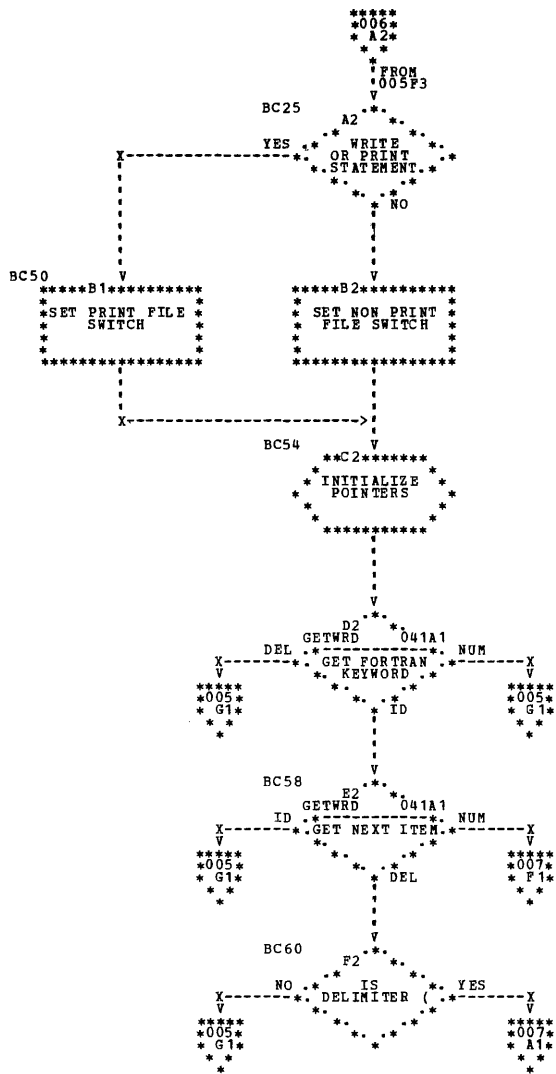 006
A2
FROM
005F3
BC25
A2
YES WRITE
OR PRINT
STATEMENT
NO
BC50
B1 B2
SET PRINT FILE SET NON PRINT
SWITCH FILE SWITCH
BC54
C2
INITIALIZE
POINTERS
D2
GETWRD 041A1
DEL NUM
GET FORTRAN
KEYWORD
005 005
G1 ID G1
BC58
E2
GETWRD 041A1
ID NUM
GET NEXT ITEM
005 007
G1 DEL F1
BC60
F2
NO IS YES
DELIMITER (
005 007
G1 A1